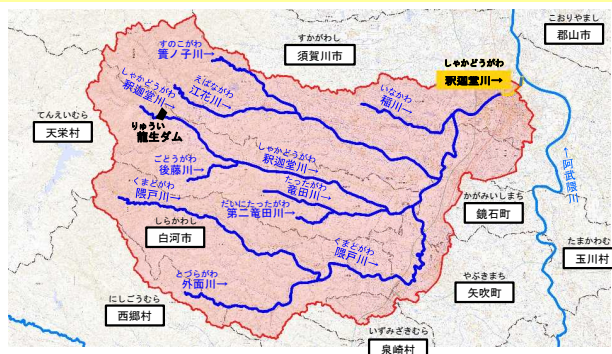 こおりやまし
郡山市
すかがわし
須賀川市
しゃかどうがわ
釈迦堂川→
すのこがわ
簀ノ子川→
えばながわ
江花川→
いなかわ
稲川→
しゃかどうがわ
釈迦堂川→
てんえいむら
天栄村
りゅうい
龍生ダム
しゃかどうがわ
釈迦堂川→
ごとうがわ
後藤川→
たったがわ
竜田川→
だいにたったがわ
第二竜田川→
くまどがわ
隈戸川→
→阿武隈川
かがみいしまち
鏡石町
しらかわし
白河市
たまかわむら
玉川村
くまどがわ
隈戸川→
とづらがわ
外面川→
やぶきまち
矢吹町
にしごうむら
西郷村
いずみざきむら
泉崎村